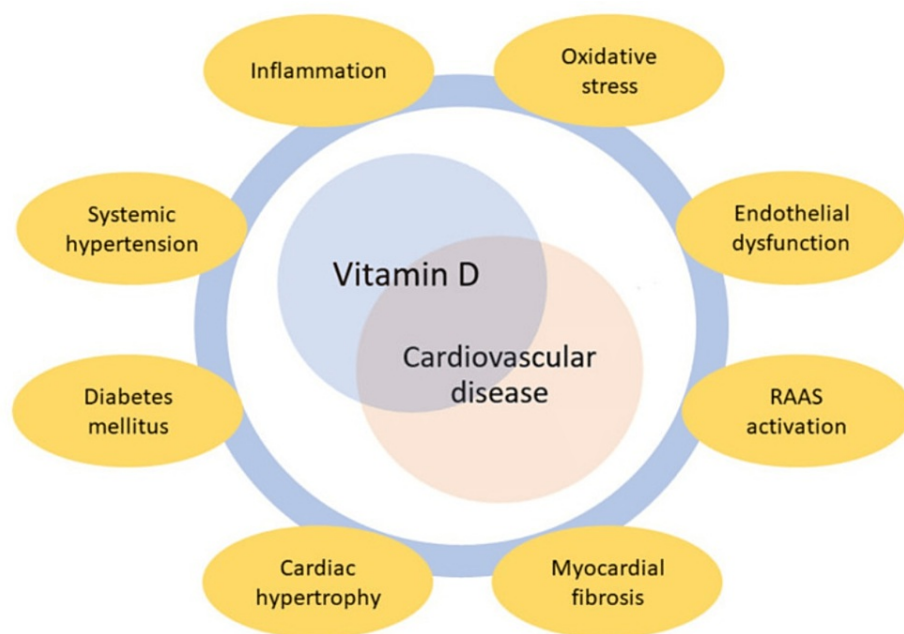 Inflammation
Oxidative
stress
Systemic
hypertension
Endothelial
dysfunction
Vitamin D
Cardiovascular
disease
Diabetes
mellitus
RAAS
activation
Cardiac
hypertrophy
Myocardial
fibrosis